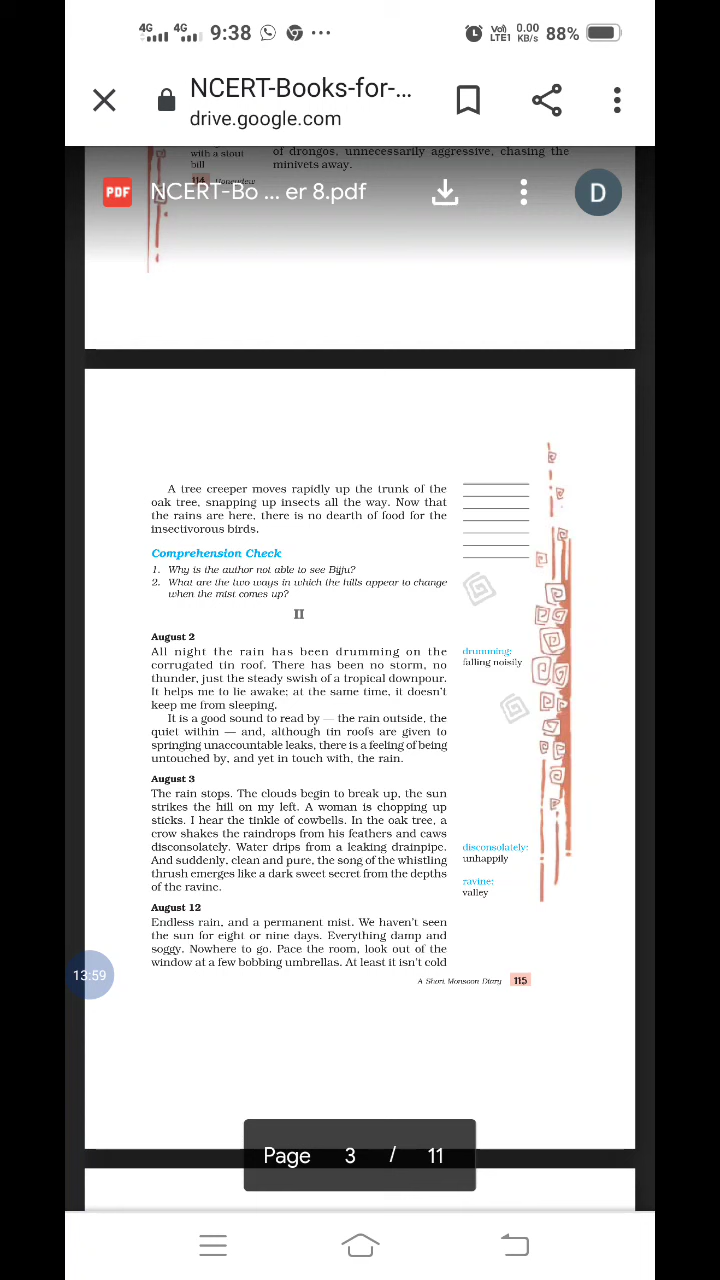 4G 4G 9:38 ... Vo) LTE1 0.00 KB/s 88%
NCERT-Books-for-...
drive.google.com
with a stout
bill
of drongos, unnecessarily aggressive, chasing the
minivets away.
114 Honeydew
PDF NCERT-Bo ... er 8.pdf D
A tree creeper moves rapidly up the trunk of the
oak tree, snapping up insects all the way. Now that
the rains are here, there is no dearth of food for the
insectivorous birds.
Comprehension Check
1. Why is the author not able to see Bijju?
2. What are the two ways in which the hills appear to change
when the mist comes up?
II
August 2
All night the rain has been drumming on the
corrugated tin roof. There has been no storm, no
thunder, just the steady swish of a tropical downpour.
It helps me to lie awake; at the same time, it doesn't
keep me from sleeping.
It is a good sound to read by — the rain outside, the
quiet within — and, although tin roofs are given to
springing unaccountable leaks, there is a feeling of being
untouched by, and yet in touch with, the rain.
drumming:
falling noisily
August 3
The rain stops. The clouds begin to break up, the sun
strikes the hill on my left. A woman is chopping up
sticks. I hear the tinkle of cowbells. In the oak tree, a
crow shakes the raindrops from his feathers and caws
disconsolately. Water drips from a leaking drainpipe.
And suddenly, clean and pure, the song of the whistling
thrush emerges like a dark sweet secret from the depths
of the ravine.
disconsolately:
unhappily
ravine:
valley
August 12
Endless rain, and a permanent mist. We haven't seen
the sun for eight or nine days. Everything damp and
soggy. Nowhere to go. Pace the room, look out of the
window at a few bobbing umbrellas. At least it isn't cold
13:59
A Short Monsoon Diary 115
Page 3 / 11